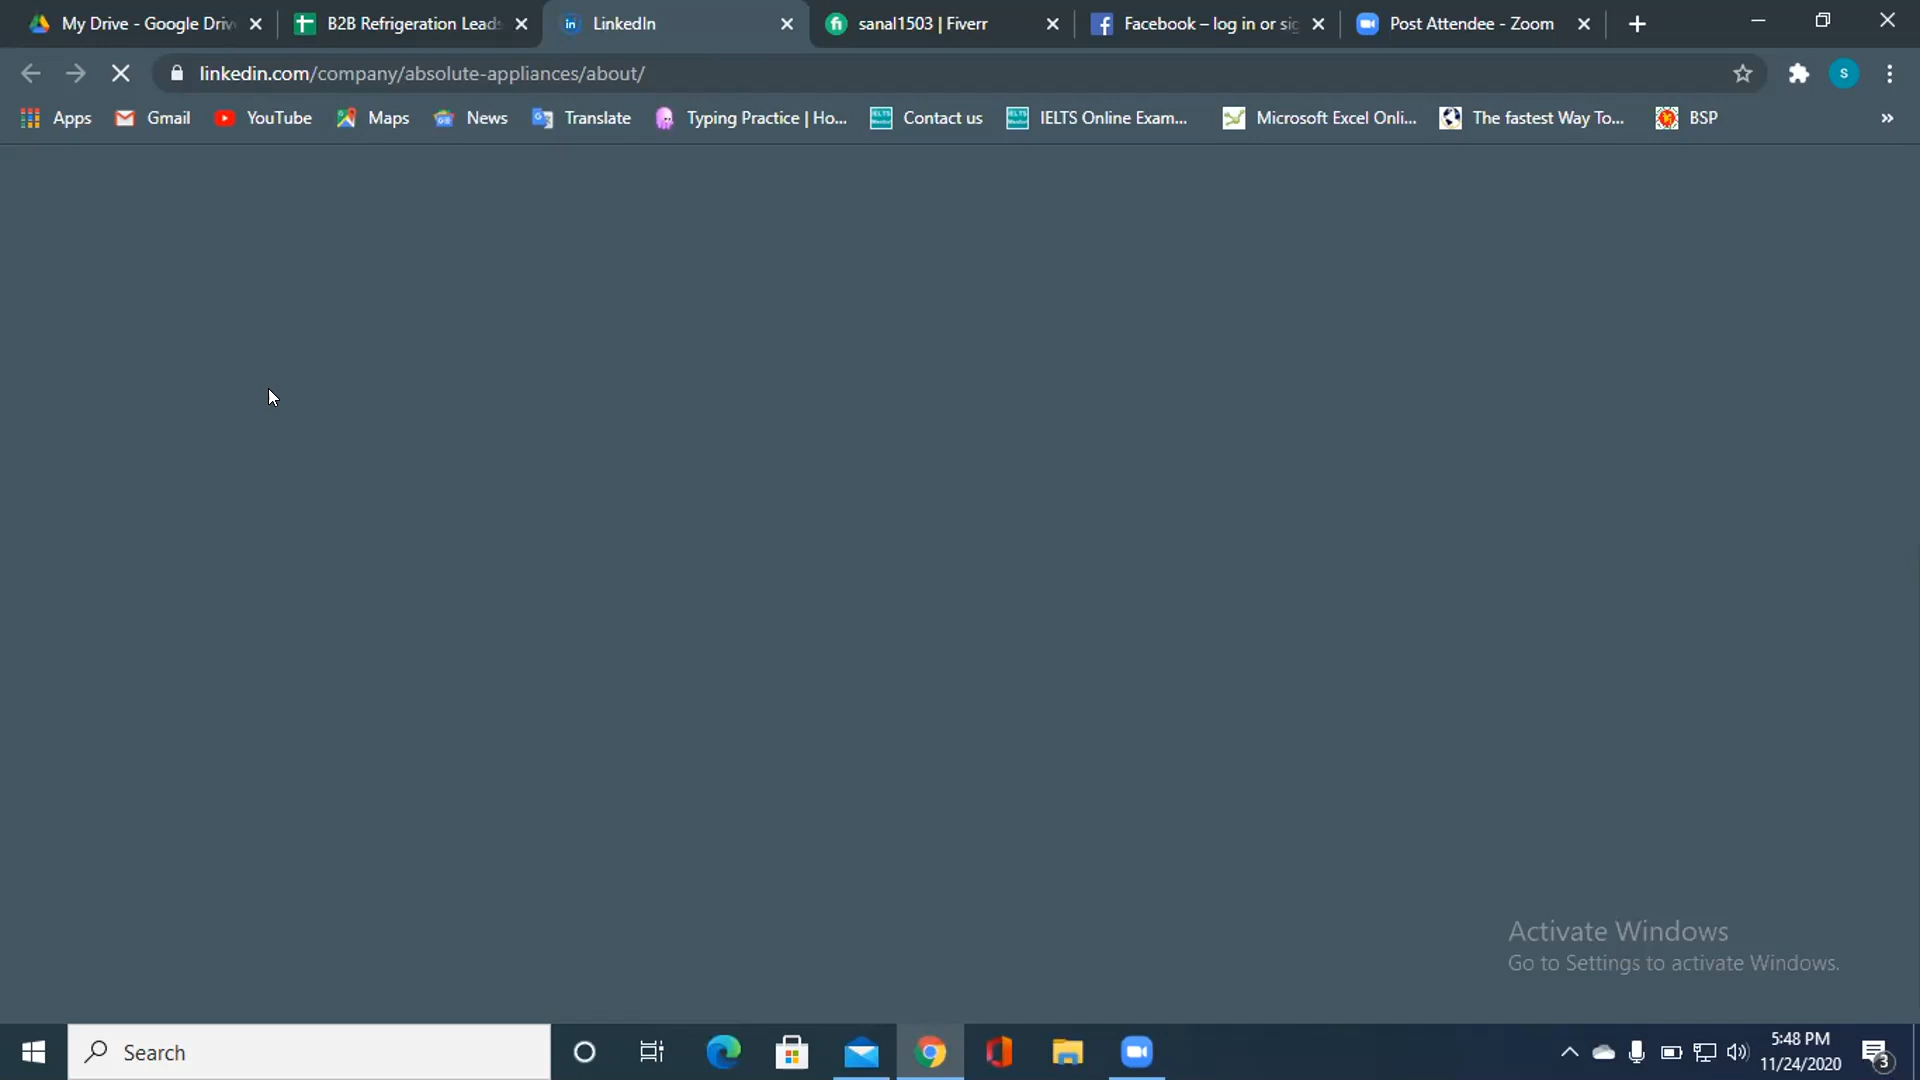 My Drive - Google Driv
B2B Refrigeration Lead
LinkedIn
sanal1503 | Fiverr
Facebook – log in or sig
Post Attendee - Zoom
linkedin.com/company/absolute-appliances/about/
S
Apps
Gmail
YouTube
Maps
News
Translate
Typing Practice | Ho...
Contact us
IELTS Online Exam...
Microsoft Excel Onli...
The fastest Way To...
BSP
Activate Windows
Go to Settings to activate Windows.
Search
5:48 PM
11/24/2020
3